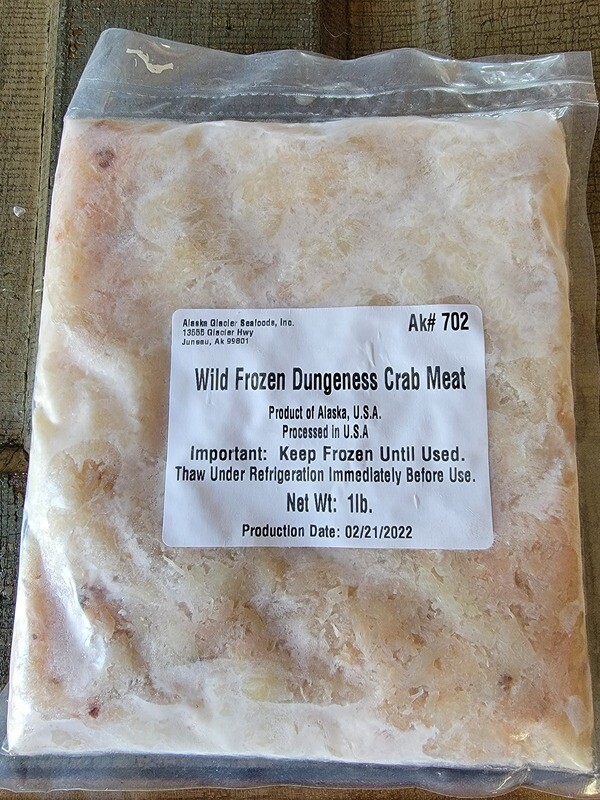 Alaska Glacier Seafoods, Inc.
13555 Glacier Hwy
Juneau, Ak 99801
Ak# 702
Wild Frozen Dungeness Crab Meat
Product of Alaska, U.S.A.
Processed in U.S.A
Important: Keep Frozen Until Used.
Thaw Under Refrigeration Immediately Before Use.
Net Wt: 1lb.
Production Date: 02/21/2022